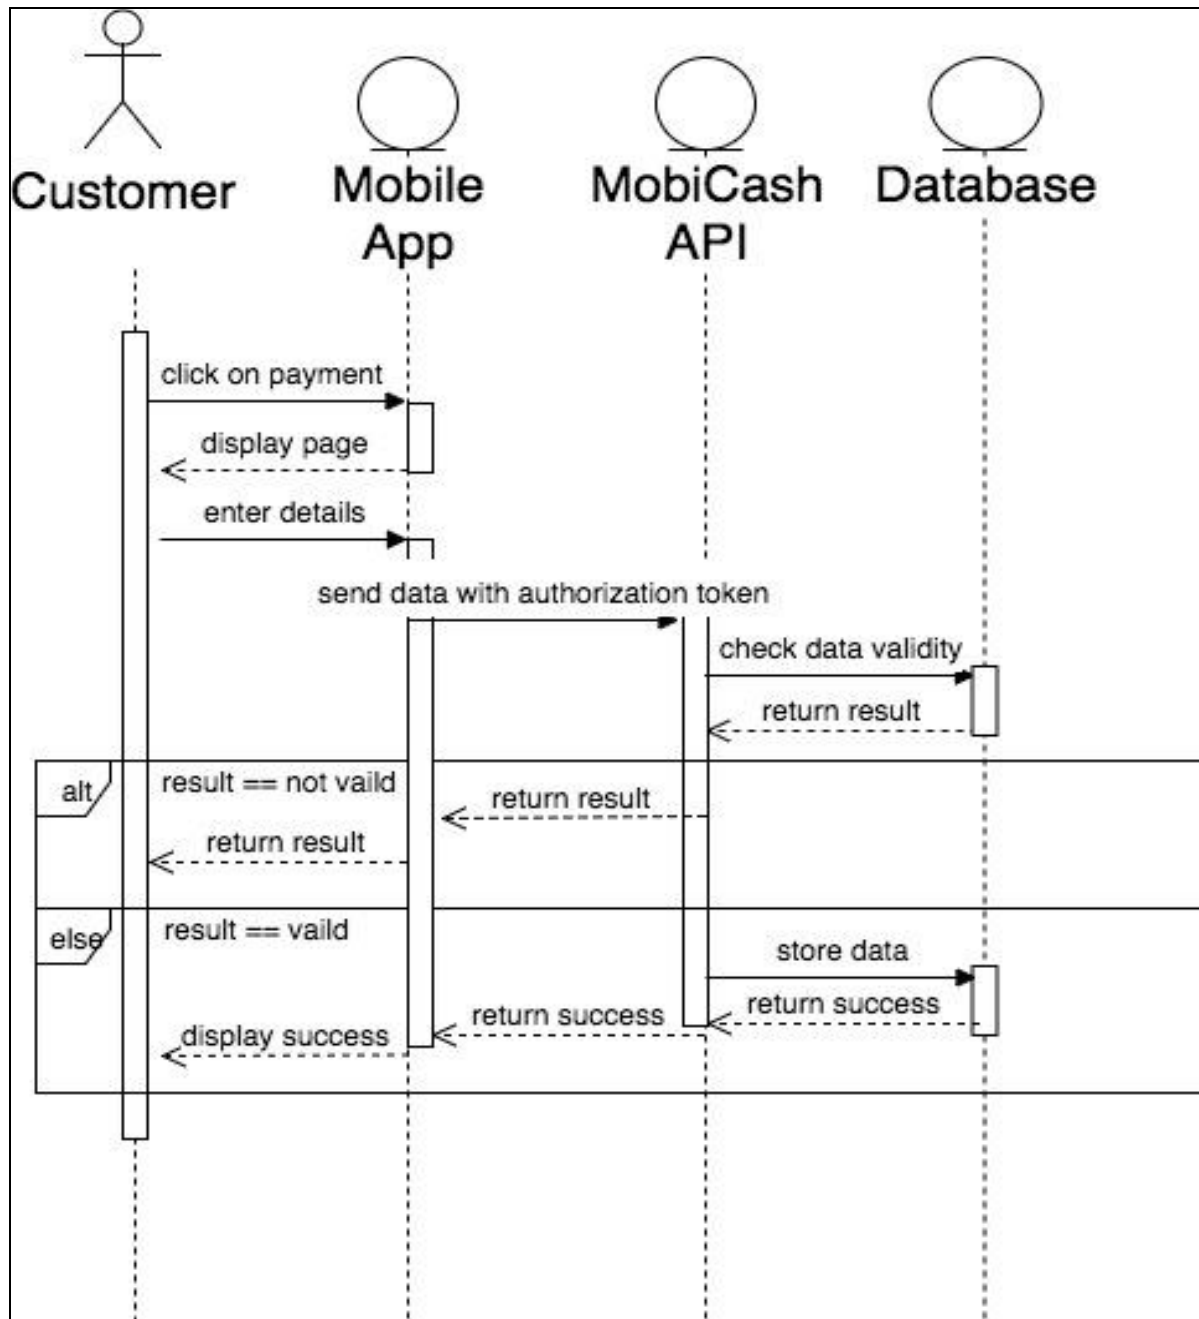 Customer
Mobile
App
MobiCash
API
Database
click on payment
display page
enter details
send data with authorization token
check data validity
return result
alt
result == not vaild
return result
return result
else
result == vaild
store data
return success
return success
display success